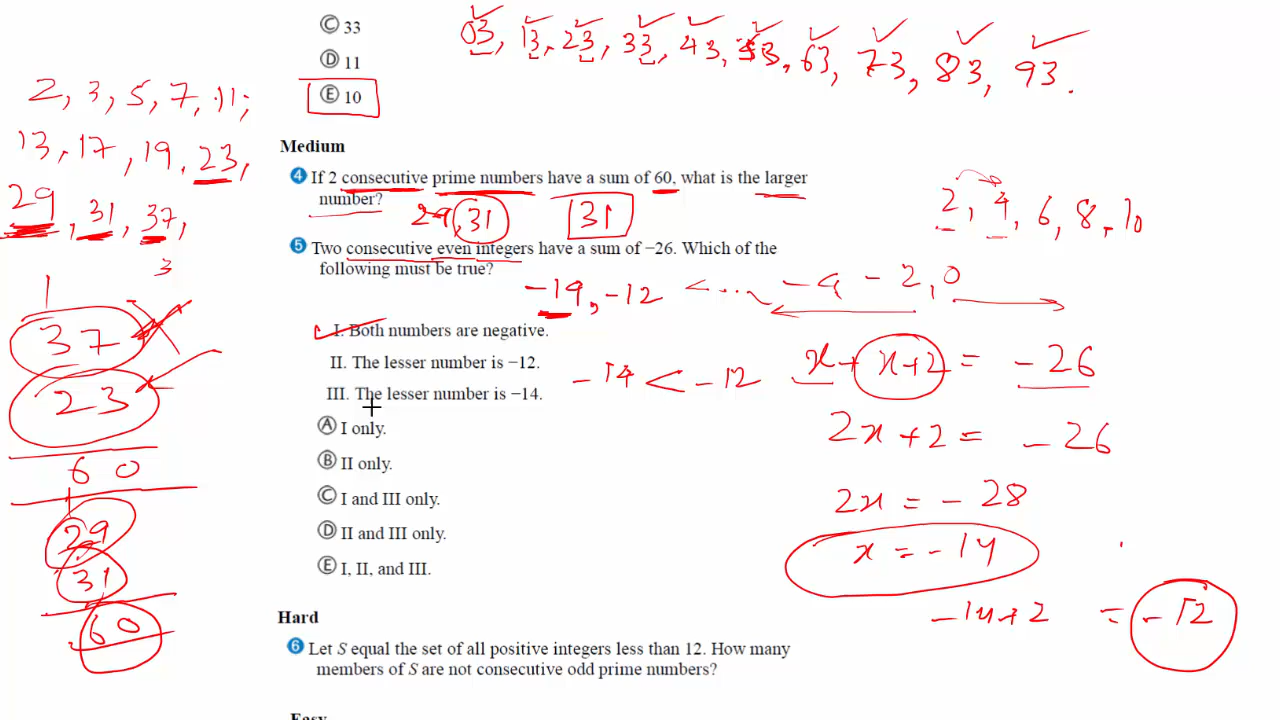 Ⓒ 33
03, 13, 23, 33, 43, 53, 63, 73, 83, 93.
Ⓓ 11
Ⓔ 10
2, 3, 5, 7, 11;
13, 17, 19, 23,
29, 31, 37,
3
1
37
23
60
1
29
31
60
Medium
4 If 2 consecutive prime numbers have a sum of 60, what is the larger
number?
29, 31 31
2, 4, 6, 8, 10
5 Two consecutive even integers have a sum of −26. Which of the
following must be true?
-19, -12 <... -4 - 2, 0
I. Both numbers are negative.
II. The lesser number is −12.
III. The lesser number is −14.
-14 < -12
x + x+2 = -26
2x + 2 = -26
2x = -28
x = -14
-14+2 = -12
Ⓐ I only.
Ⓑ II only.
Ⓒ I and III only.
Ⓓ II and III only.
Ⓔ I, II, and III.
Hard
6 Let S equal the set of all positive integers less than 12. How many
members of S are not consecutive odd prime numbers?